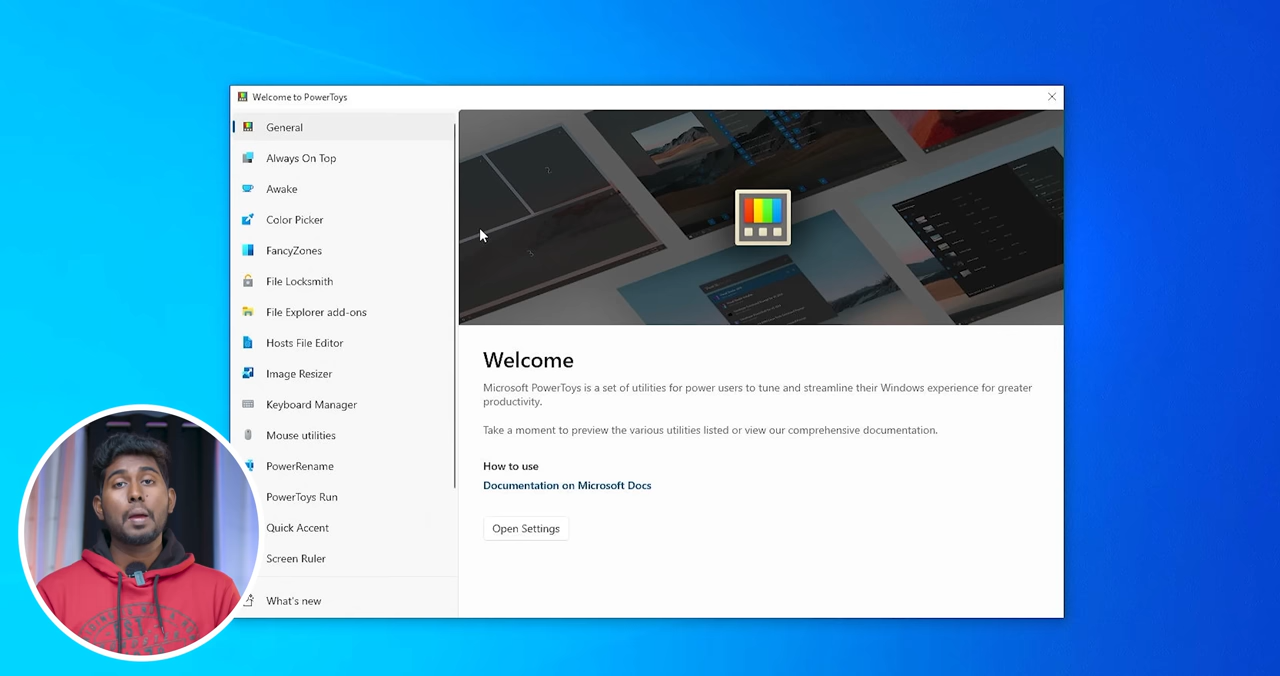 Welcome to PowerToys
General
Always On Top
Awake
Color Picker
FancyZones
File Locksmith
File Explorer add-ons
Hosts File Editor
Image Resizer
Keyboard Manager
Mouse utilities
PowerRename
PowerToys Run
Quick Accent
Screen Ruler
What's new
2
3
Welcome
Microsoft PowerToys is a set of utilities for power users to tune and streamline their Windows experience for greater
productivity.
Take a moment to preview the various utilities listed or view our comprehensive documentation.
How to use
Documentation on Microsoft Docs
Open Settings